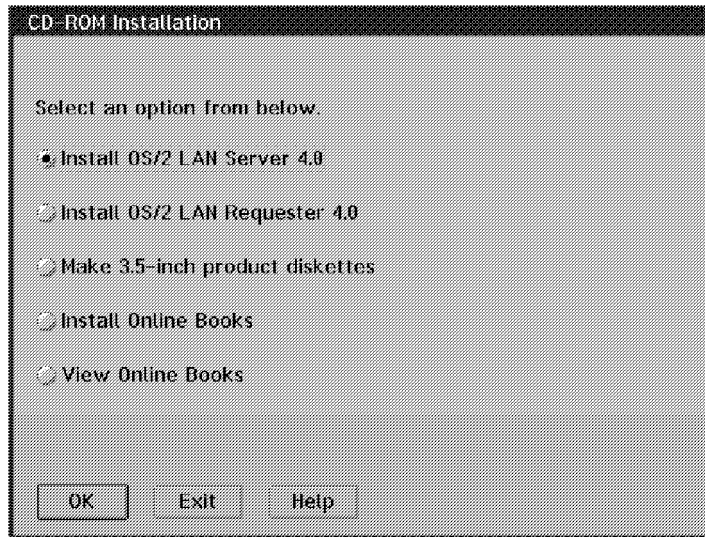 CD-ROM Installation
Select an option from below.
Install OS/2 LAN Server 4.0
Install OS/2 LAN Requester 4.0
Make 3.5-inch product diskettes
Install Online Books
View Online Books
OK Exit Help